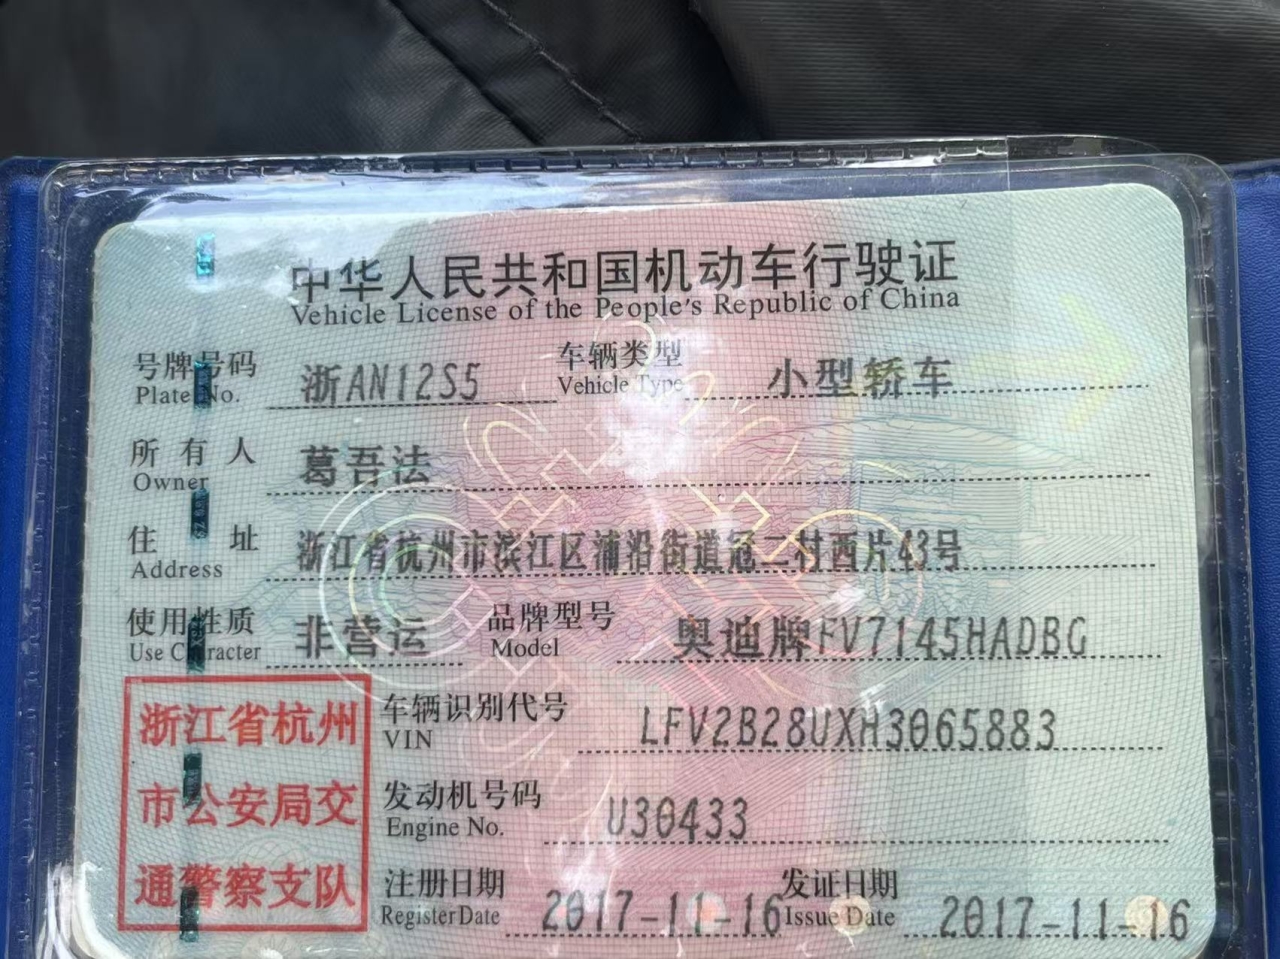 中华人民共和国机动车行驶证
Vehicle License of the People's Republic of China
号牌号码 浙AN12S5 车辆类型 小型轿车
Plate No. Vehicle Type
所有人 葛吾法
Owner
住址 浙江省杭州市滨江区浦沿街道冠二村西片43号
Address
使用性质 非营运 品牌型号 奥迪牌FV7145HADBG
Use Character Model
车辆识别代号 LFV2B28UXH3065883
VIN
发动机号码 U30433
Engine No.
注册日期 2017-11-16 发证日期 2017-11-16
Register Date Issue Date
浙江省杭州
市公安局交
通警察支队